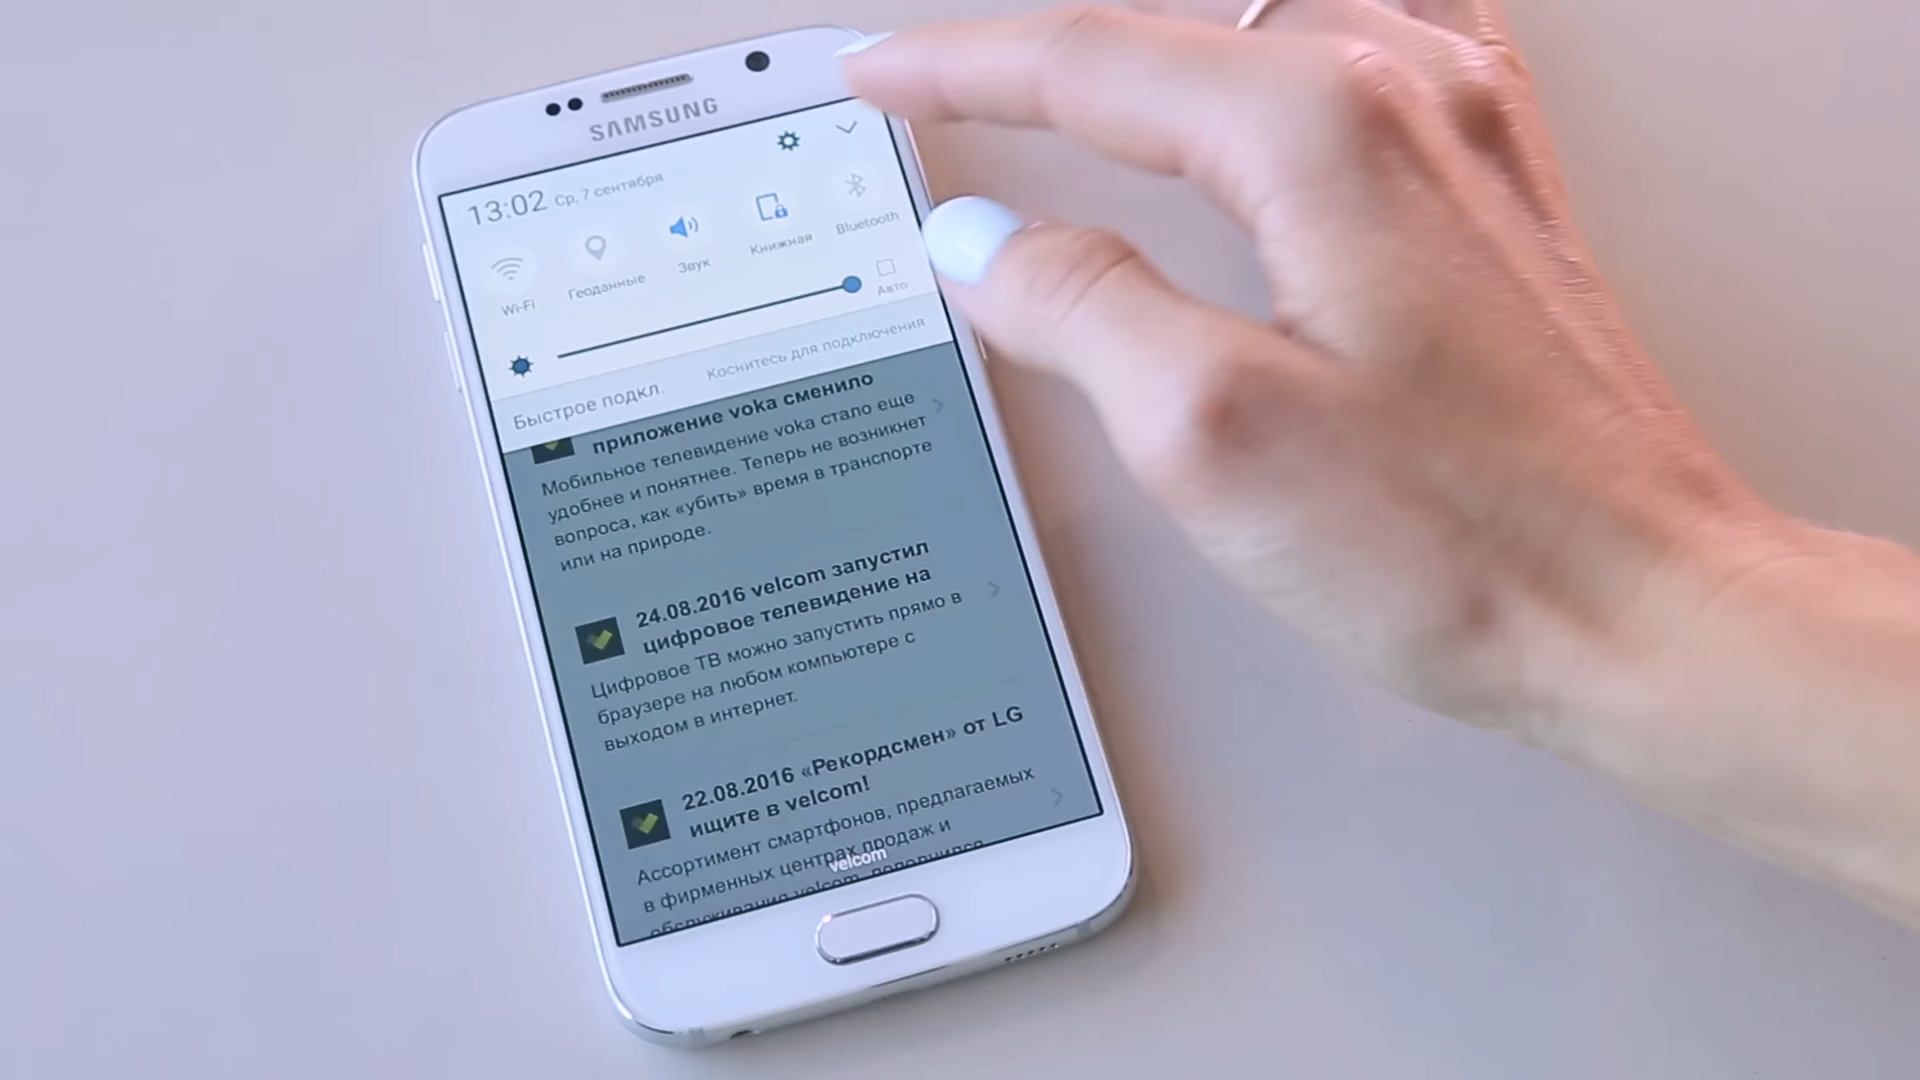 SAMSUNG
13:02 Ср, 7 сентября
Wi-Fi
Геоданные
Звук
Книжная
Bluetooth
Авто
Быстрое подкл. Коснитесь для подключения
приложение voka сменило
Мобильное телевидение voka стало еще
удобнее и понятнее. Теперь не возникнет
вопроса, как «убить» время в транспорте
или на природе.
24.08.2016 velcom запустил
цифровое телевидение на
Цифровое ТВ можно запустить прямо в
браузере на любом компьютере с
выходом в интернет.
22.08.2016 «Рекордсмен» от LG
ищите в velcom!
Ассортимент смартфонов, предлагаемых
в фирменных центрах продаж и
velcom
обслуживания velcom, пополнился